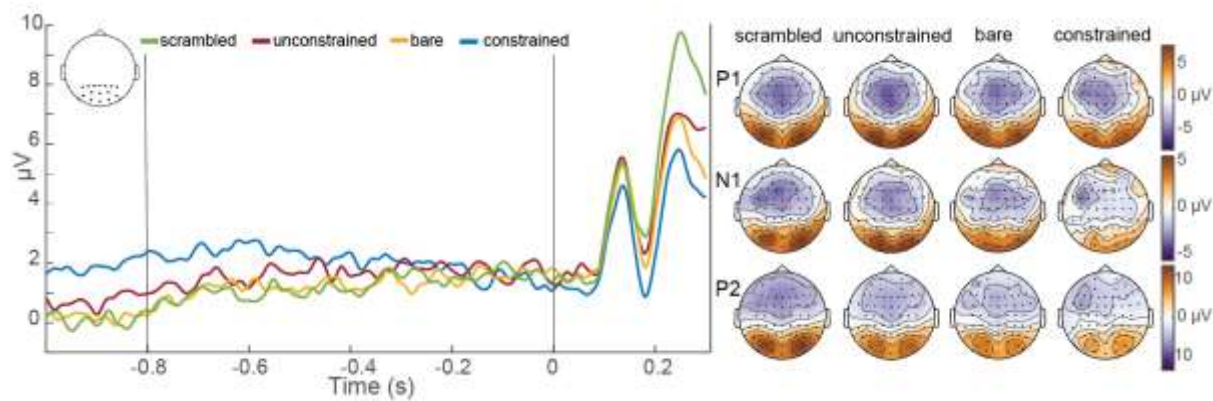 10
8
6
4
2
0
μV
scrambled unconstrained bare constrained
-0.8 -0.6 -0.4 -0.2 0 0.2
Time (s)
scrambled unconstrained bare constrained
P1
5
0 μV
-5
N1
5
0 μV
-5
P2
10
0 μV
10